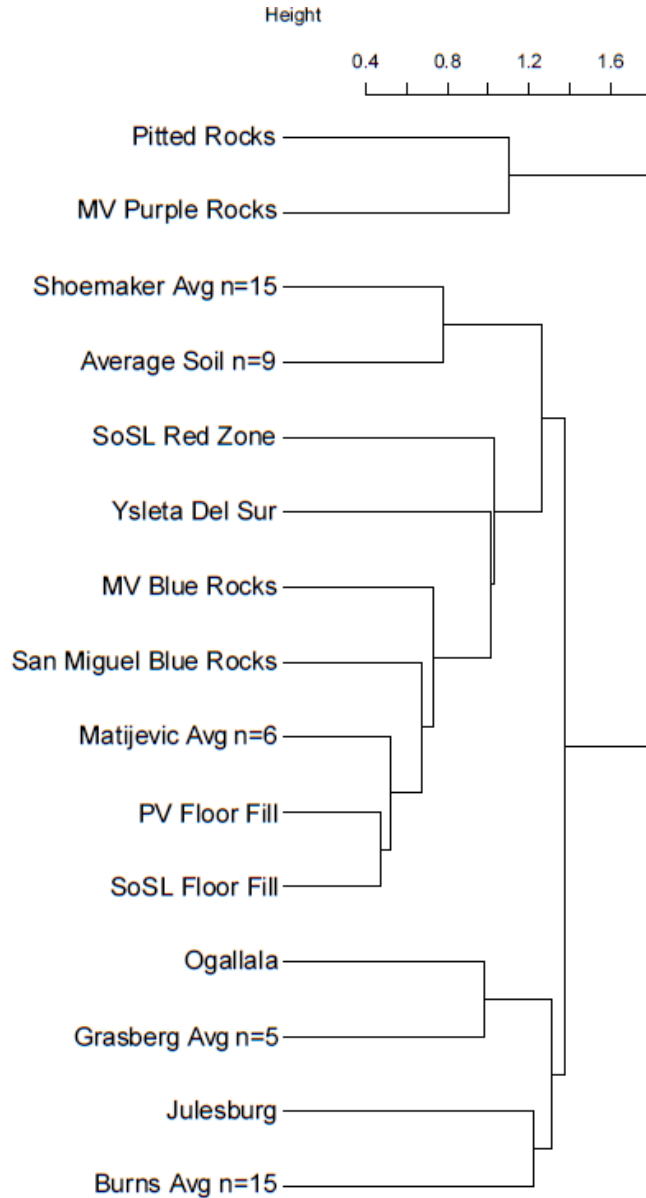 Height
0.4 0.8 1.2 1.6
Pitted Rocks
MV Purple Rocks
Shoemaker Avg n=15
Average Soil n=9
SoSL Red Zone
Ysleta Del Sur
MV Blue Rocks
San Miguel Blue Rocks
Matijevic Avg n=6
PV Floor Fill
SoSL Floor Fill
Ogallala
Grasberg Avg n=5
Julesburg
Burns Avg n=15